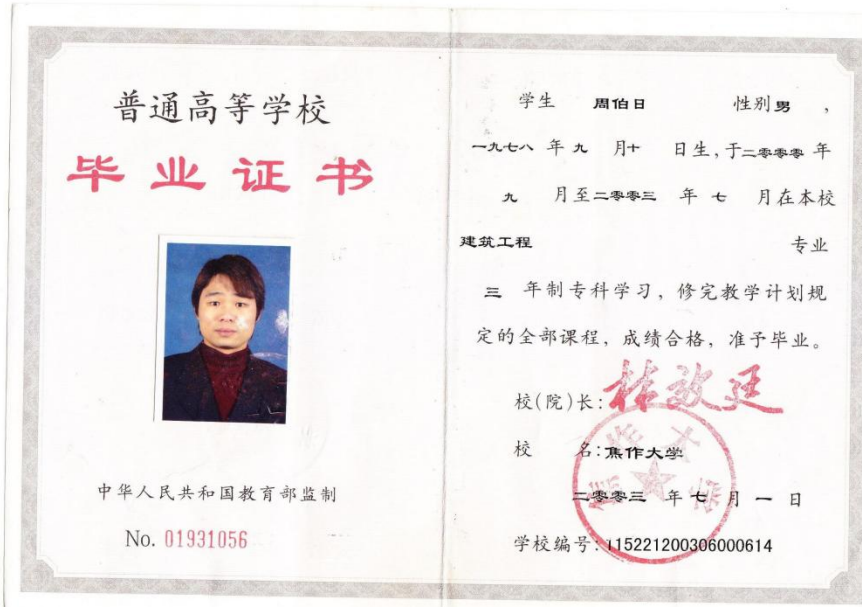 普通高等学校
毕业证书
中华人民共和国教育部监制
No. 01931056
学生 周伯日 性别 男 ,
一九七八 年 九 月 十 日生,于 二零零零 年
九 月至 二零零三 年 七 月在本校
建筑工程 专业
三 年制专科学习，修完教学计划规
定的全部课程，成绩合格，准予毕业。
校(院)长:
校 名: 焦作大学
二零零三 年 七 月 一 日
学校编号: 115221200306000614